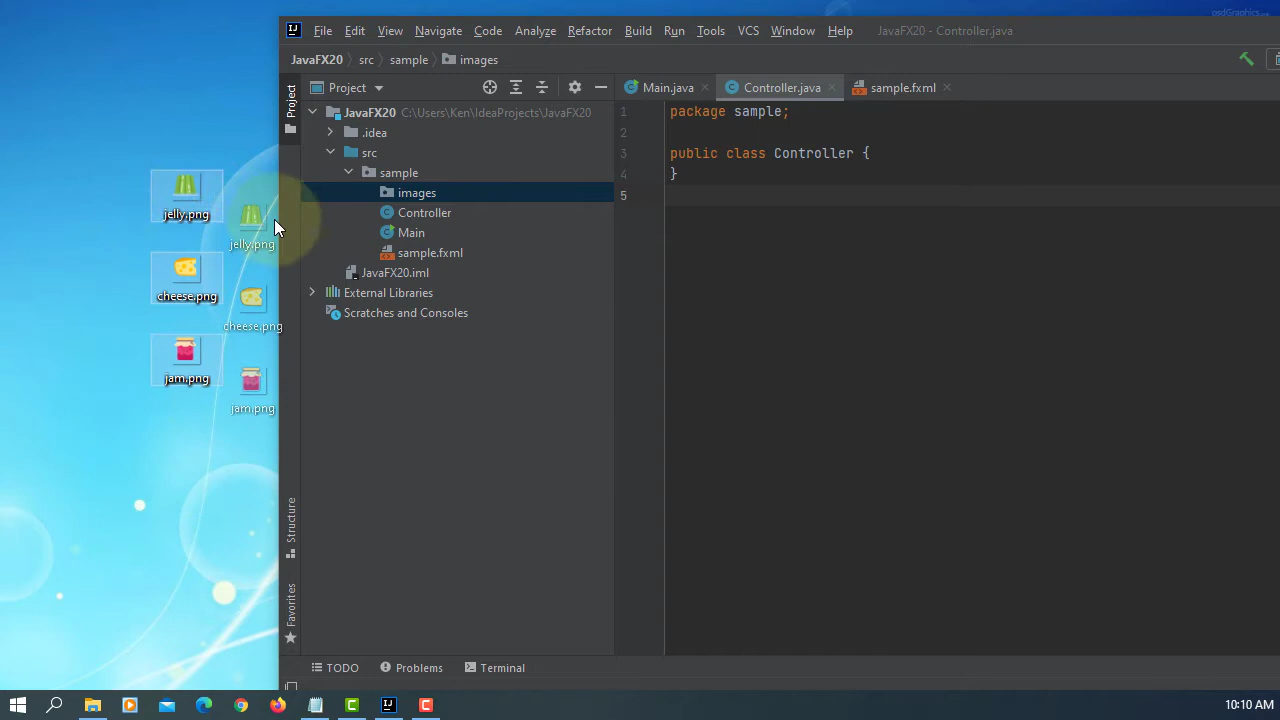 psdGraphics
File Edit View Navigate Code Analyze Refactor Build Run Tools VCS Window Help JavaFX20 - Controller.java
JavaFX20 src sample images
Project
Project
Main.java Controller.java sample.fxml
JavaFX20 C:\Users\Ken\IdeaProjects\JavaFX20
.idea
src
sample
images
Controller
Main
sample.fxml
JavaFX20.iml
External Libraries
Scratches and Consoles
1 package sample;
2
3 public class Controller {
4 }
5
jelly.png
jelly.png
cheese.png
cheese.png
jam.png
jam.png
Structure
Favorites
TODO Problems Terminal
10:10 AM